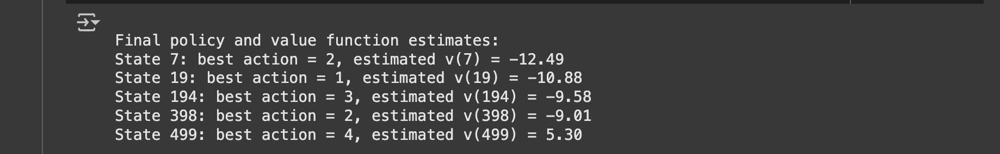 Final policy and value function estimates:
State 7: best action = 2, estimated v(7) = -12.49
State 19: best action = 1, estimated v(19) = -10.88
State 194: best action = 3, estimated v(194) = -9.58
State 398: best action = 2, estimated v(398) = -9.01
State 499: best action = 4, estimated v(499) = 5.30